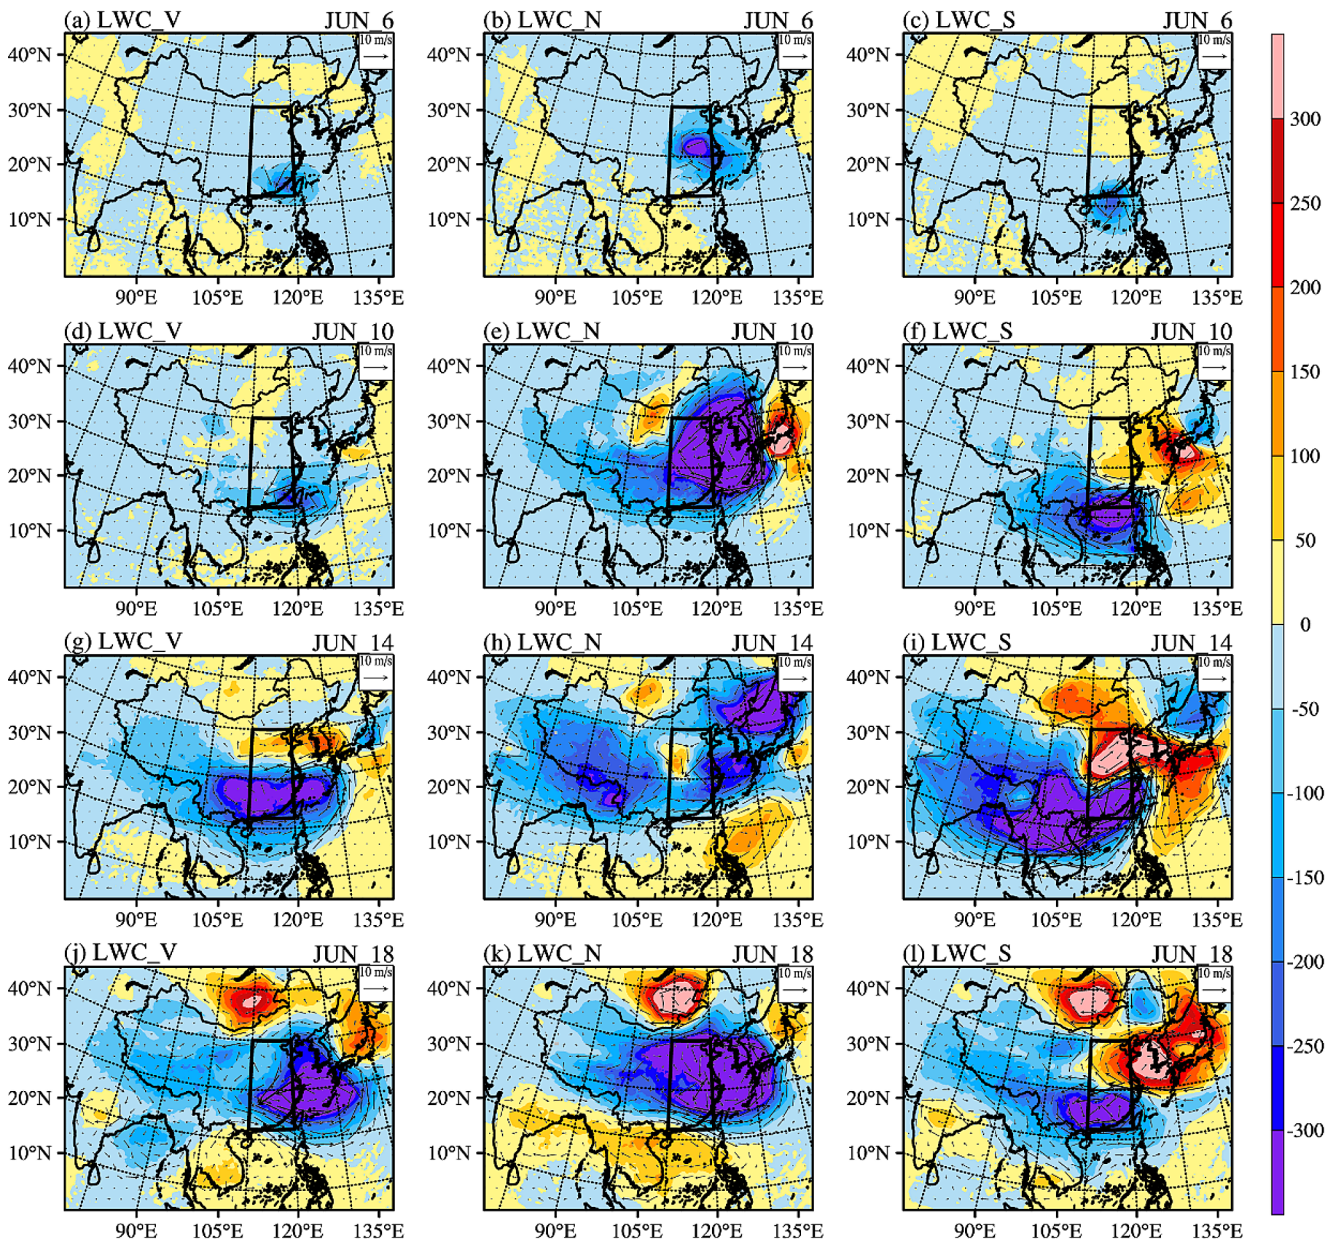 (a) LWC_V JUN_6
(b) LWC_N JUN_6
(c) LWC_S JUN_6
10 m/s
10 m/s
10 m/s
40°N
30°N
20°N
10°N
40°N
30°N
20°N
10°N
40°N
30°N
20°N
10°N
90°E 105°E 120°E 135°E
90°E 105°E 120°E 135°E
105°E 120°E 135°E
(d) LWC_V JUN_10
(e) LWC_N JUN_10
(f) LWC_S JUN_10
10 m/s
10 m/s
10 m/s
40°N
30°N
20°N
10°N
40°N
30°N
20°N
10°N
40°N
30°N
20°N
10°N
90°E 105°E 120°E 135°E
90°E 105°E 120°E 135°E
105°E 120°E 135°E
(g) LWC_V JUN_14
(h) LWC_N JUN_14
(i) LWC_S JUN_14
10 m/s
10 m/s
10 m/s
40°N
30°N
20°N
10°N
40°N
30°N
20°N
10°N
40°N
30°N
20°N
10°N
90°E 105°E 120°E 135°E
90°E 105°E 120°E 135°E
105°E 120°E 135°E
(j) LWC_V JUN_18
(k) LWC_N JUN_18
(l) LWC_S JUN_18
10 m/s
10 m/s
10 m/s
40°N
30°N
20°N
10°N
40°N
30°N
20°N
10°N
40°N
30°N
20°N
10°N
90°E 105°E 120°E 135°E
90°E 105°E 120°E 135°E
105°E 120°E 135°E
300
250
200
150
100
50
0
-50
-100
-150
-200
-250
-300